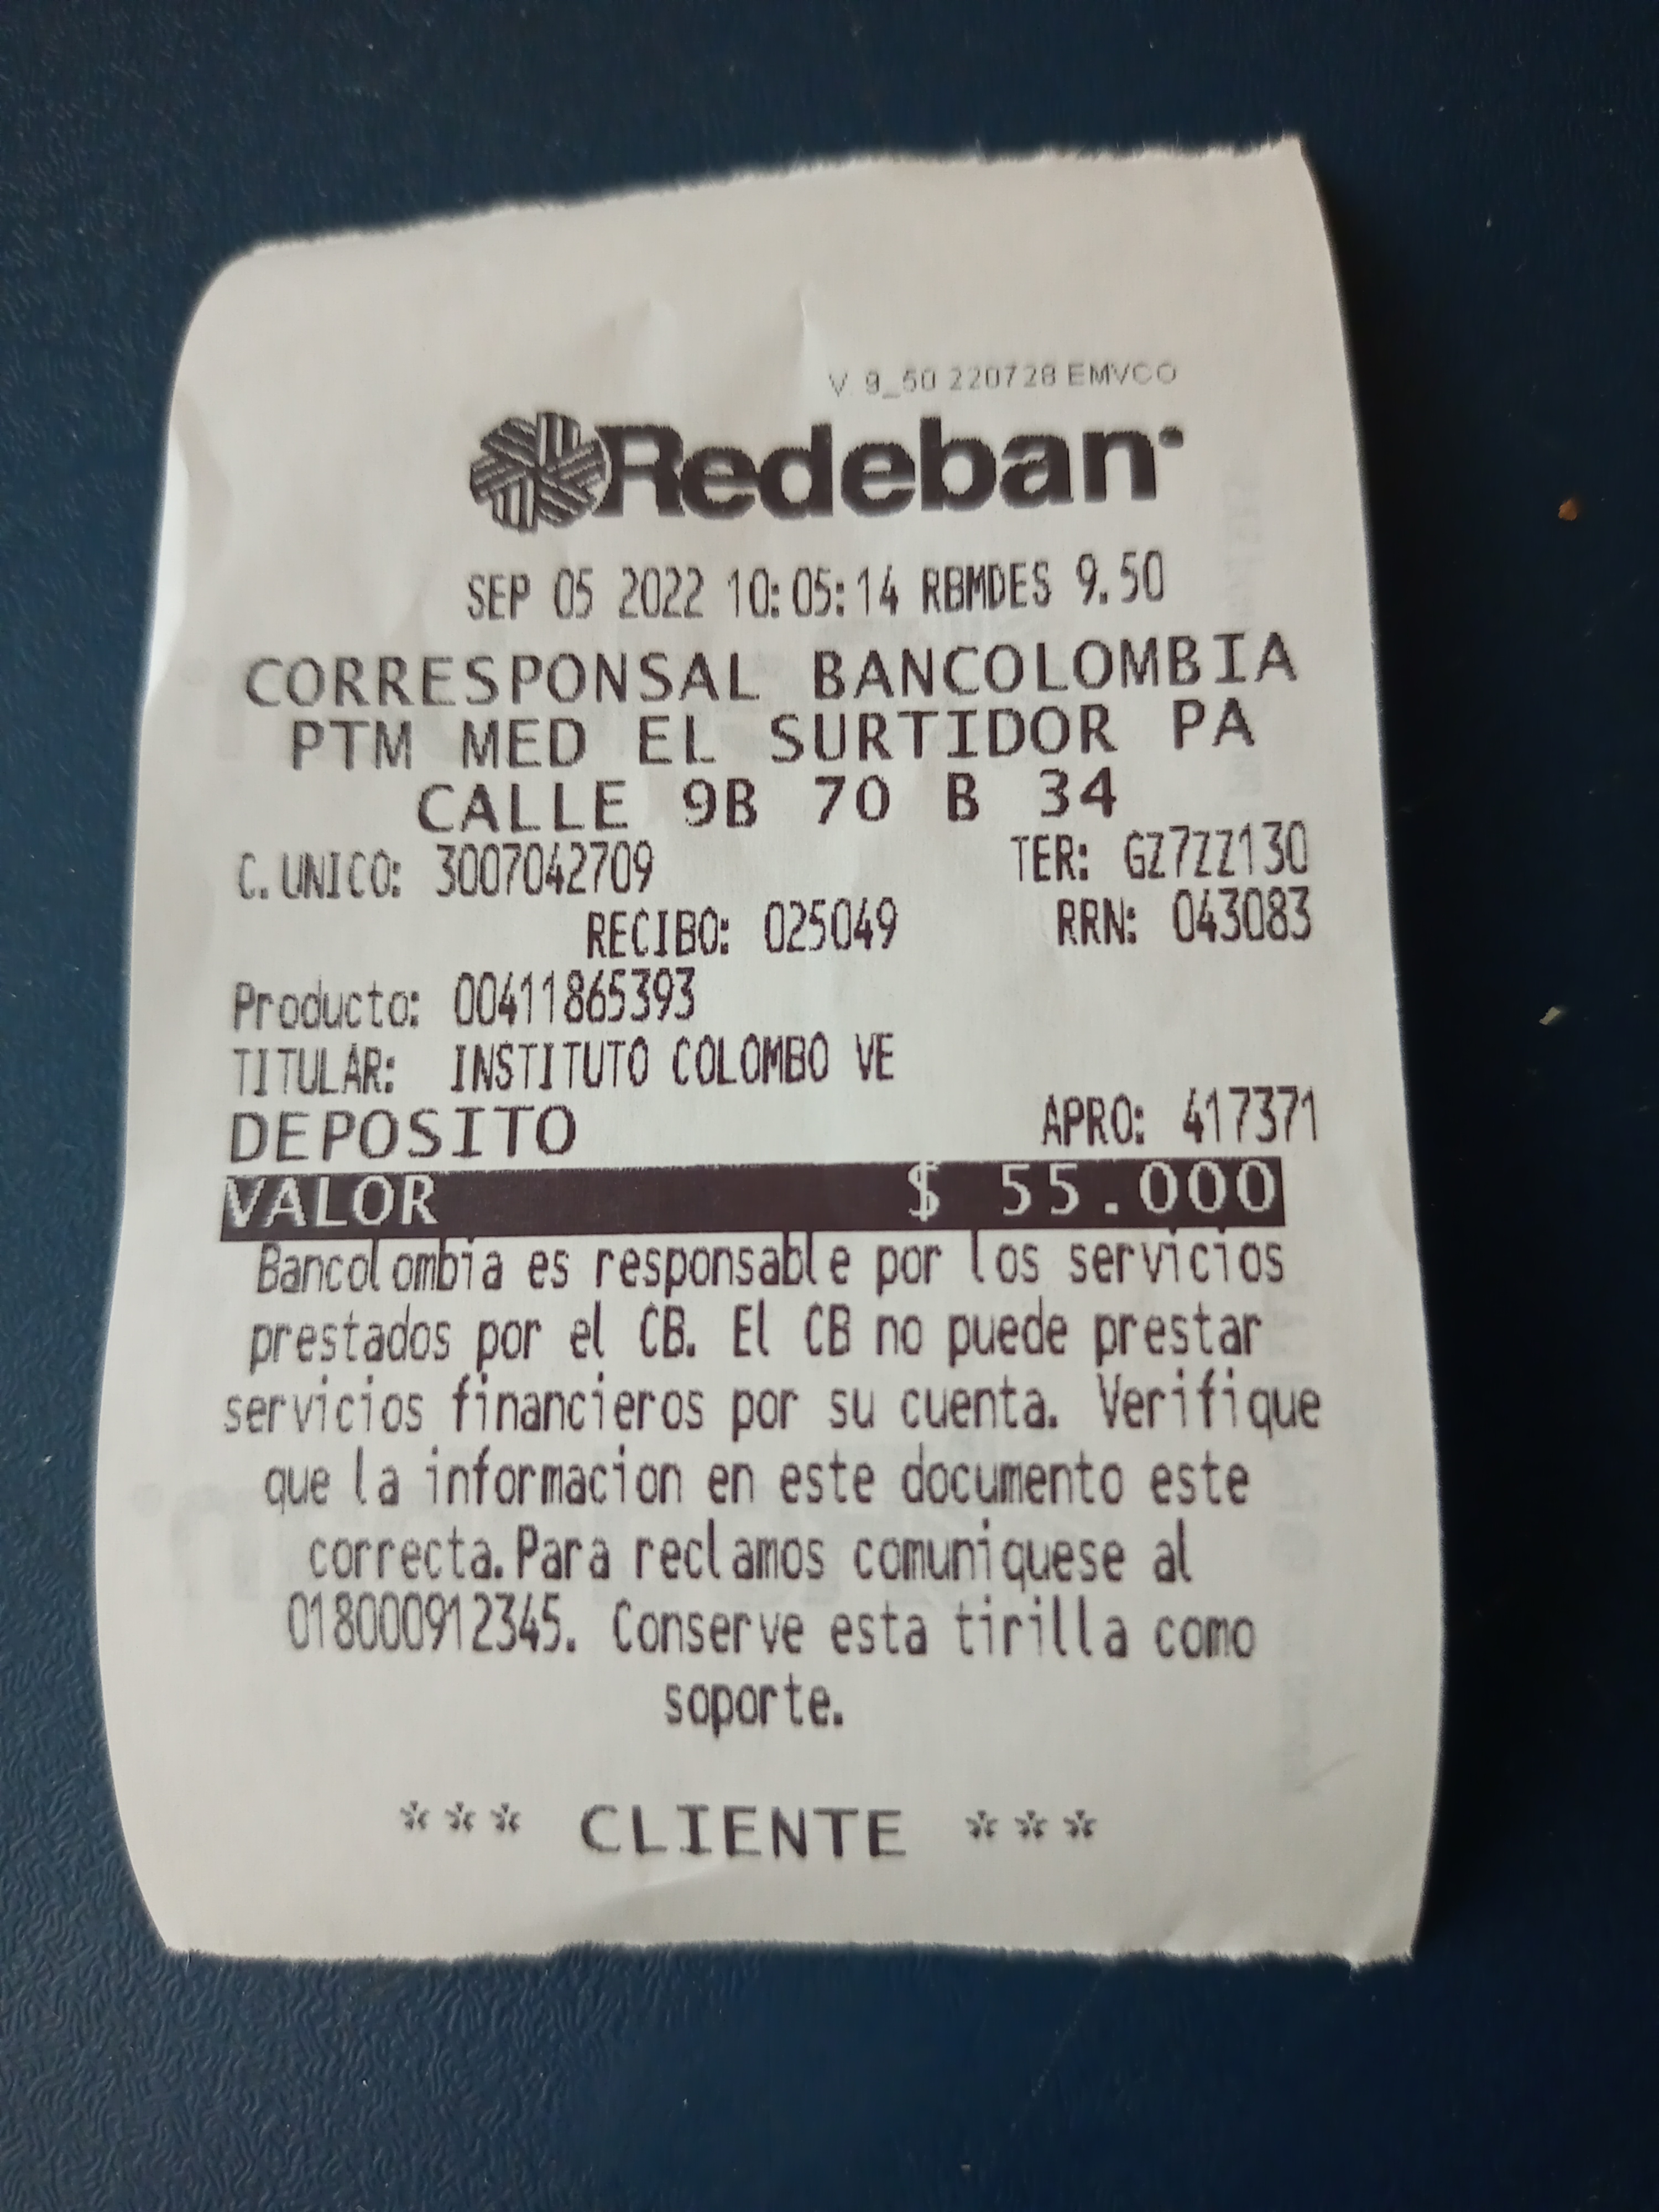 V 9_50 220728 EMVCO
Redeban
SEP 05 2022 10:05:14 RBMDES 9.50
CORRESPONSAL BANCOLOMBIA
PTM MED EL SURTIDOR PA
CALLE 9B 70 B 34
C.UNICO: 3007042709 TER: GZ7ZZ130
RECIBO: 025049 RRN: 043083
Producto: 00411865393
TITULAR: INSTITUTO COLOMBO VE
DEPOSITO APRO: 417371
VALOR $ 55.000
Bancolombia es responsable por los servicios
prestados por el CB. El CB no puede prestar
servicios financieros por su cuenta. Verifique
que la informacion en este documento este
correcta.Para reclamos comuniquese al
018000912345. Conserve esta tirilla como
soporte.
*** CLIENTE ***